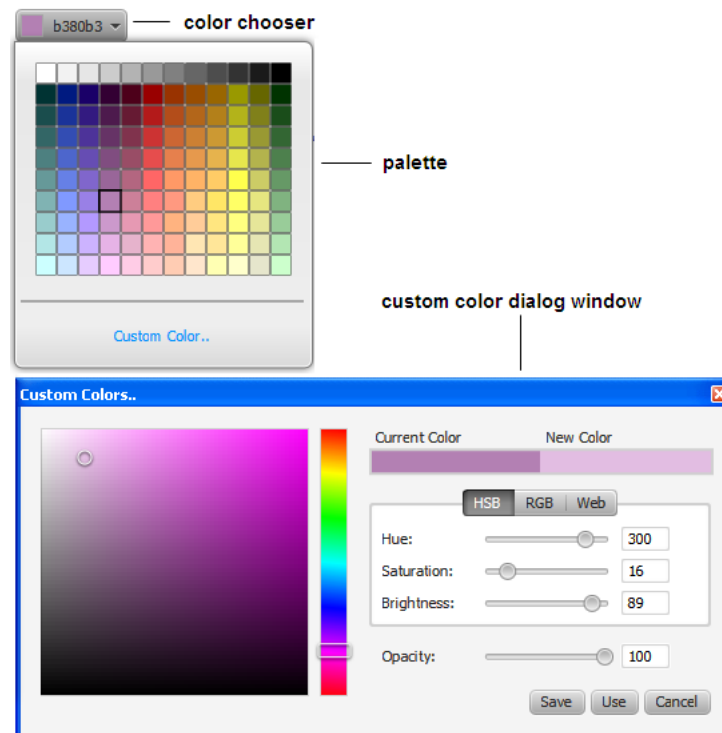 b380b3
color chooser
palette
Custom Color..
custom color dialog window
Custom Colors..
Current Color New Color
HSB RGB Web
Hue: 300
Saturation: 16
Brightness: 89
Opacity: 100
Save Use Cancel